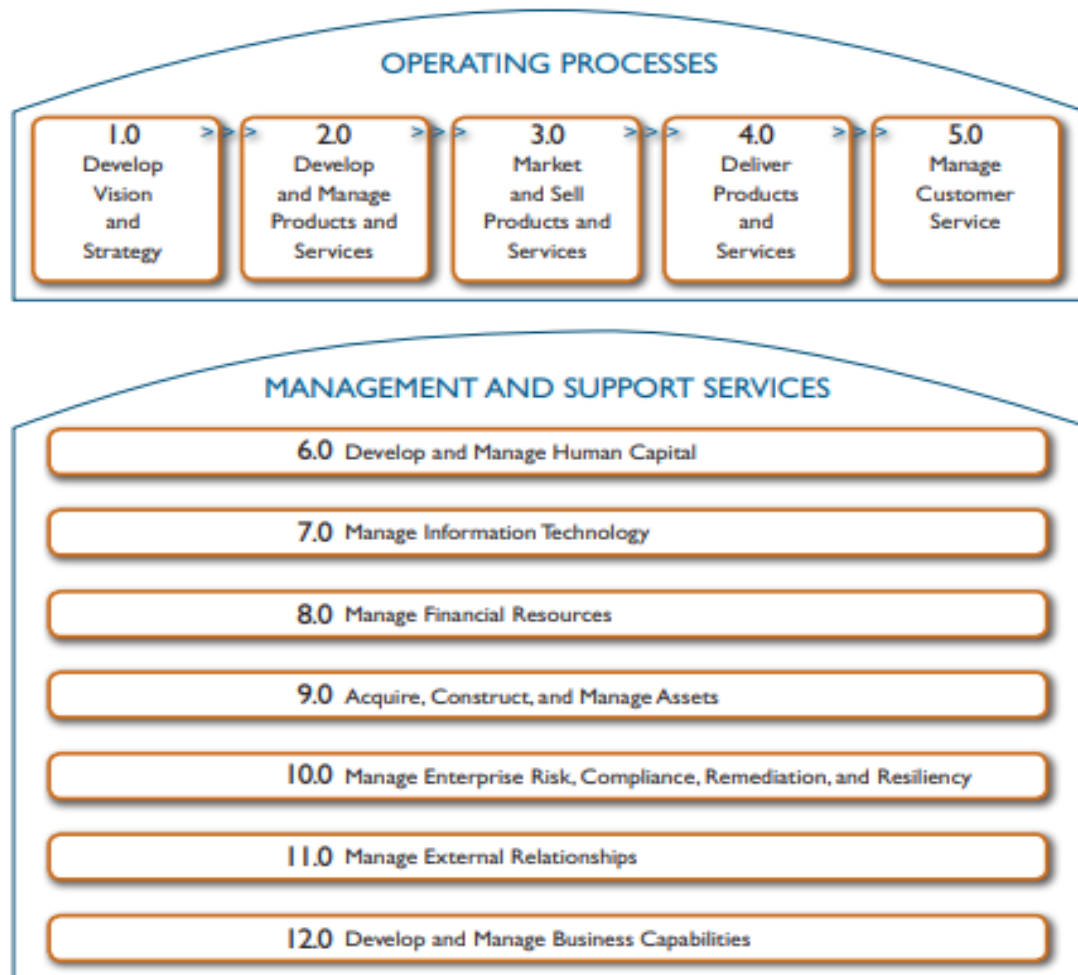 OPERATING PROCESSES
1.0 > > >
Develop
Vision
and
Strategy
2.0 > > >
Develop
and Manage
Products and
Services
3.0 > > >
Market
and Sell
Products and
Services
4.0 > > >
Deliver
Products
and
Services
5.0
Manage
Customer
Service
MANAGEMENT AND SUPPORT SERVICES
6.0 Develop and Manage Human Capital
7.0 Manage Information Technology
8.0 Manage Financial Resources
9.0 Acquire, Construct, and Manage Assets
10.0 Manage Enterprise Risk, Compliance, Remediation, and Resiliency
11.0 Manage External Relationships
12.0 Develop and Manage Business Capabilities